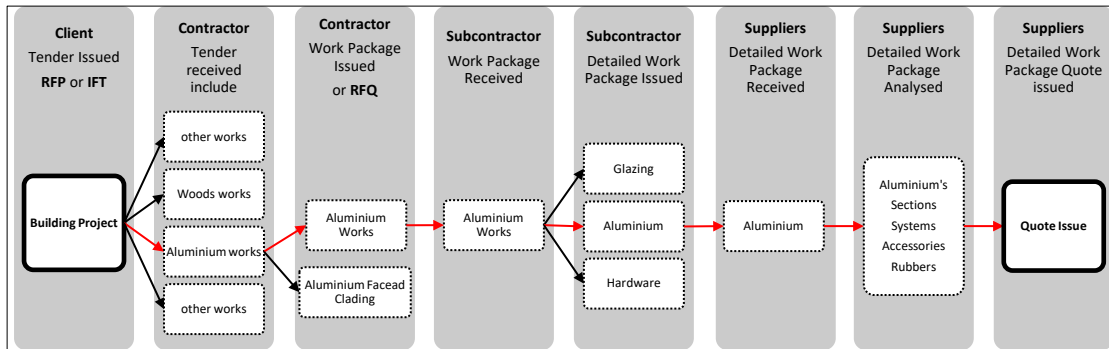 Client
Tender Issued
RFP or IFT
Building Project
Contractor
Tender
received
include
other works
Woods works
Aluminium works
other works
Contractor
Work Package
Issued
or RFQ
Aluminium
Works
Aluminium Facead
Clading
Subcontractor
Work Package
Received
Aluminium
Works
Subcontractor
Detailed Work
Package Issued
Glazing
Aluminium
Hardware
Suppliers
Detailed Work
Package
Received
Aluminium
Suppliers
Detailed Work
Package
Analysed
Aluminium's
Sections
Systems
Accessories
Rubbers
Suppliers
Detailed Work
Package Quote
issued
Quote Issue